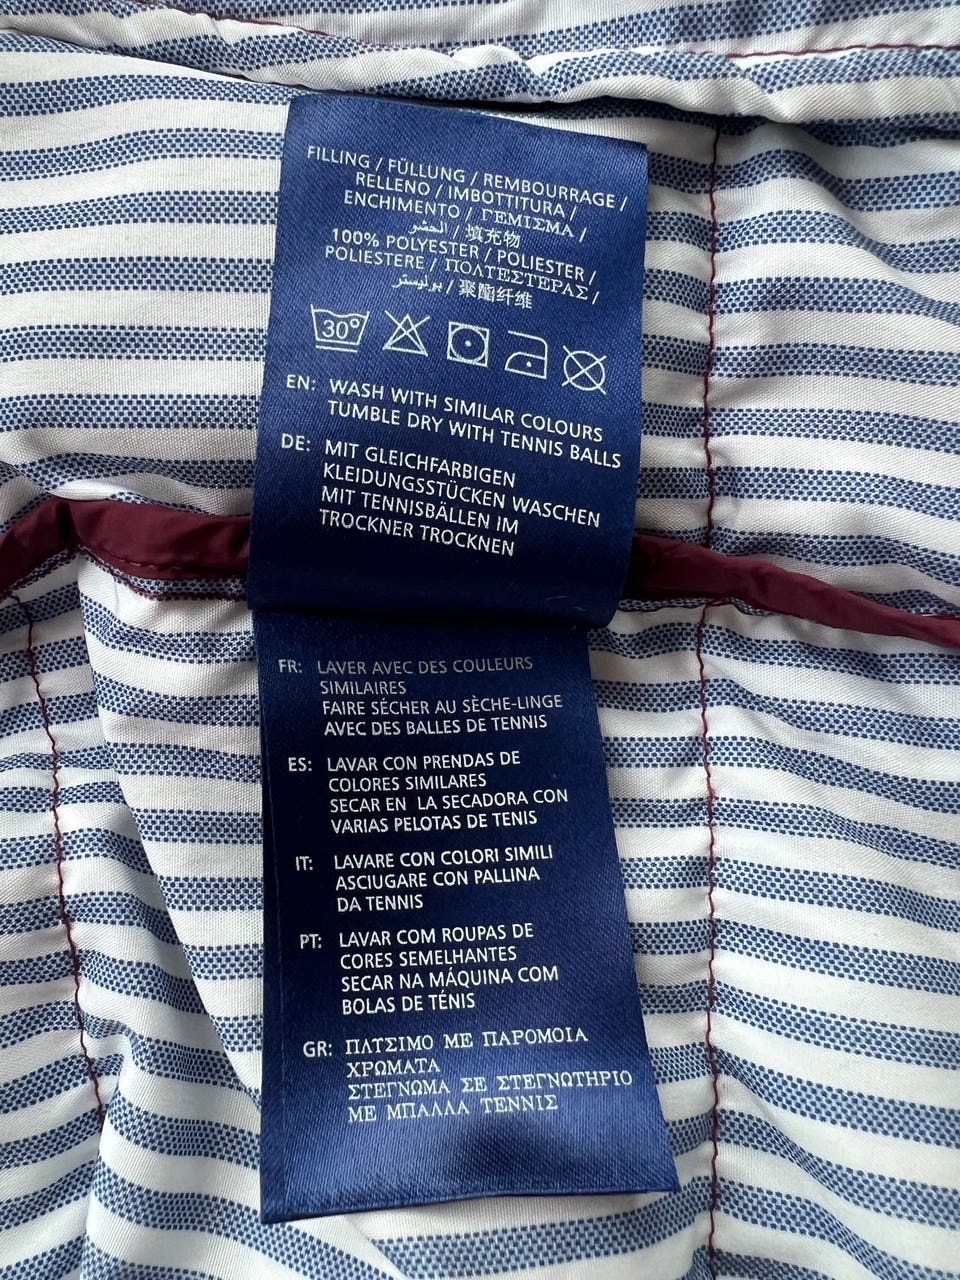 FILLING / FÜLLUNG / REMBOURRAGE /
RELLENO / IMBOTTITURA /
ENCHIMENTO / ΓΕΜΙΣΜΑ /
الحشو / 填充物
100% POLYESTER / POLIESTER /
POLIESTERE / ΠΟΛΤΕΣΤΕΡΑΣ /
بوليستر / 聚酯纤维
30°
EN: WASH WITH SIMILAR COLOURS
TUMBLE DRY WITH TENNIS BALLS
DE: MIT GLEICHFARBIGEN
KLEIDUNGSSTÜCKEN WASCHEN
MIT TENNISBÄLLEN IM
TROCKNER TROCKNEN
FR: LAVER AVEC DES COULEURS
SIMILAIRES
FAIRE SÉCHER AU SÈCHE-LINGE
AVEC DES BALLES DE TENNIS
ES: LAVAR CON PRENDAS DE
COLORES SIMILARES
SECAR EN LA SECADORA CON
VARIAS PELOTAS DE TENIS
IT: LAVARE CON COLORI SIMILI
ASCIUGARE CON PALLINA
DA TENNIS
PT: LAVAR COM ROUPAS DE
CORES SEMELHANTES
SECAR NA MÁQUINA COM
BOLAS DE TÉNIS
GR: ΠΛΤΣΙΜΟ ΜΕ ΠΑΡΟΜΟΙΑ
ΧΡΩΜΑΤΑ
ΣΤΕΓΝΩΜΑ ΣΕ ΣΤΕΓΝΩΤΗΡΙΟ
ΜΕ ΜΠΑΛΛΑ ΤΕΝΝΙΣ